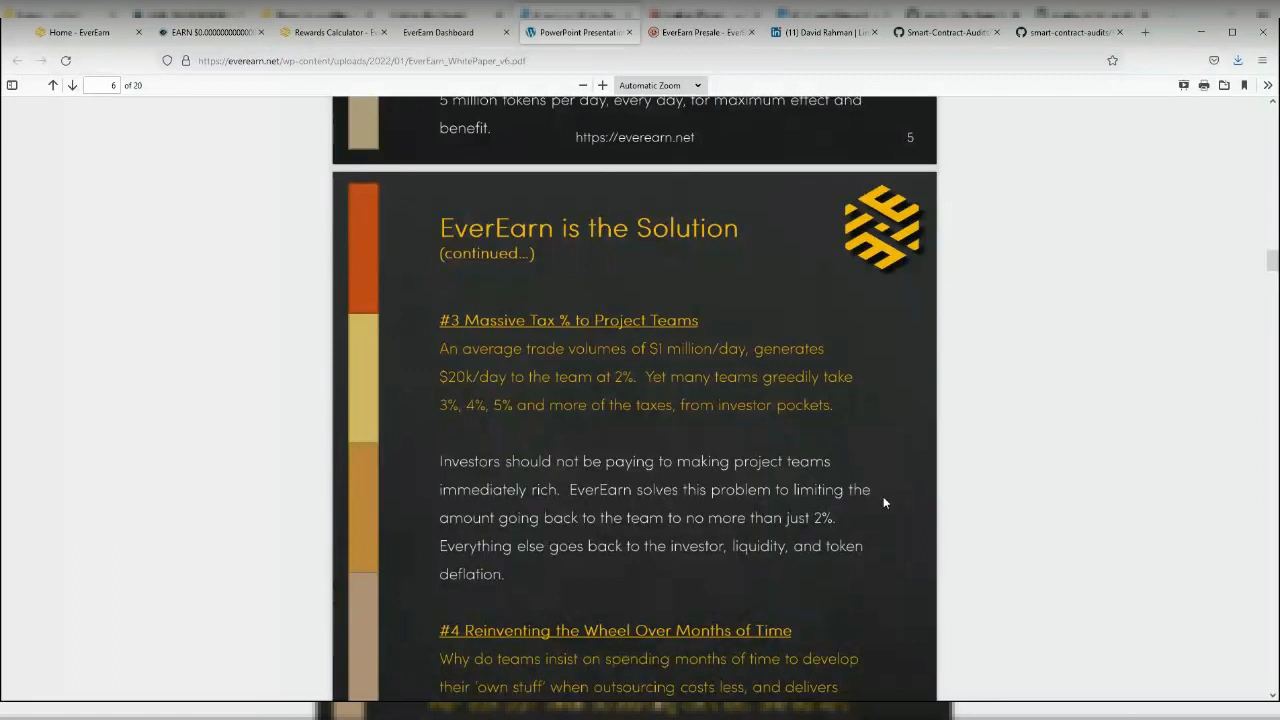 Home - EverEarn
EARN $0.000000000000
Rewards Calculator - Ev
EverEarn Dashboard
PowerPoint Presentatio
EverEarn Presale - Ever
(11) David Rahman | Lin
Smart-Contract-Audits
smart-contract-audits/
https://everearn.net/wp-content/uploads/2022/01/EverEarn_WhitePaper_v6.pdf
6 of 20
Automatic Zoom
5 million tokens per day, every day, for maximum effect and
benefit.
https://everearn.net
5
EverEarn is the Solution
(continued...)
#3 Massive Tax % to Project Teams
An average trade volumes of $1 million/day, generates
$20k/day to the team at 2%. Yet many teams greedily take
3%, 4%, 5% and more of the taxes, from investor pockets.
Investors should not be paying to making project teams
immediately rich. EverEarn solves this problem to limiting the
amount going back to the team to no more than just 2%.
Everything else goes back to the investor, liquidity, and token
deflation.
#4 Reinventing the Wheel Over Months of Time
Why do teams insist on spending months of time to develop
their 'own stuff' when outsourcing costs less, and delivers